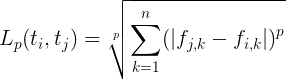 L_p(t_i, t_j) = \sqrt[p]{\sum_{k=1}^{n} (|f_{j,k} - f_{i,k}|)^p}